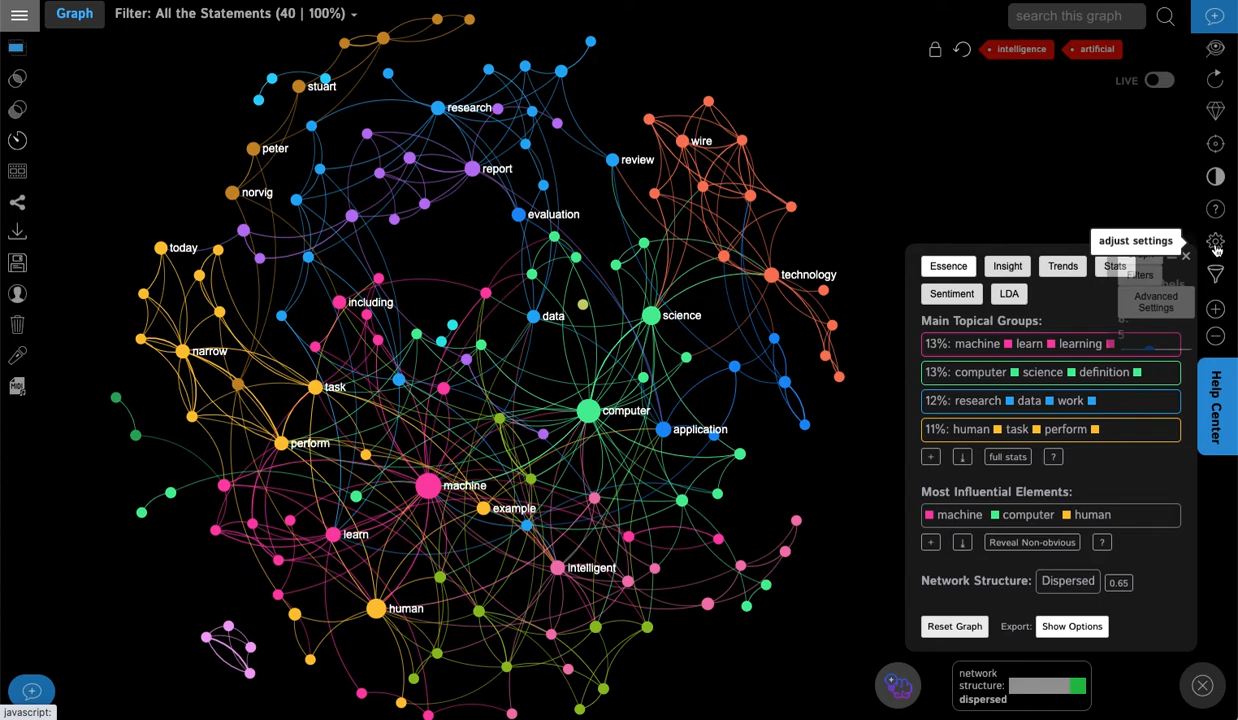 Graph
Filter: All the Statements (40 | 100%)
search this graph
intelligence
artificial
LIVE
stuart
research
peter
report
review
wire
norvig
evaluation
today
technology
including
data
science
narrow
task
computer
application
perform
machine
example
learn
intelligent
human
adjust settings
Essence
Insight
Trends
Stats
Filters
Sentiment
LDA
Advanced
Settings
Main Topical Groups:
13%: machine learn learning
13%: computer science definition
12%: research data work
11%: human task perform
+
full stats
?
Most Influential Elements:
machine computer human
+
Reveal Non-obvious
?
Network Structure:
Dispersed
0.65
Reset Graph
Export:
Show Options
network
structure:
dispersed
Help Center
MIDI
javascript: